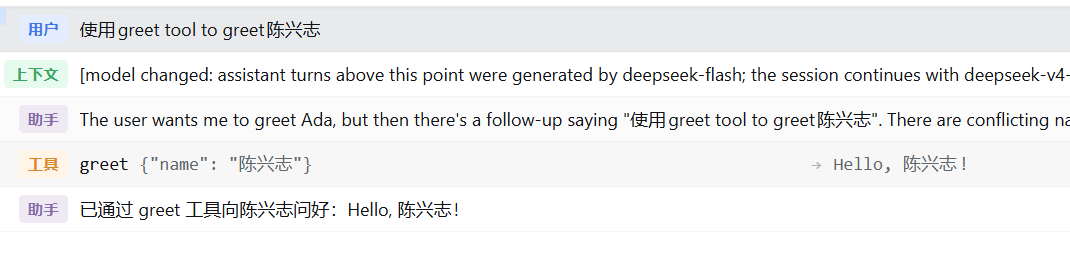 用户 使用greet tool to greet陈兴志
上下文 [model changed: assistant turns above this point were generated by deepseek-flash; the session continues with deepseek-v4-
助手 The user wants me to greet Ada, but then there's a follow-up saying "使用greet tool to greet陈兴志". There are conflicting na
工具 greet {"name": "陈兴志"} → Hello, 陈兴志!
助手 已通过 greet 工具向陈兴志问好：Hello, 陈兴志!